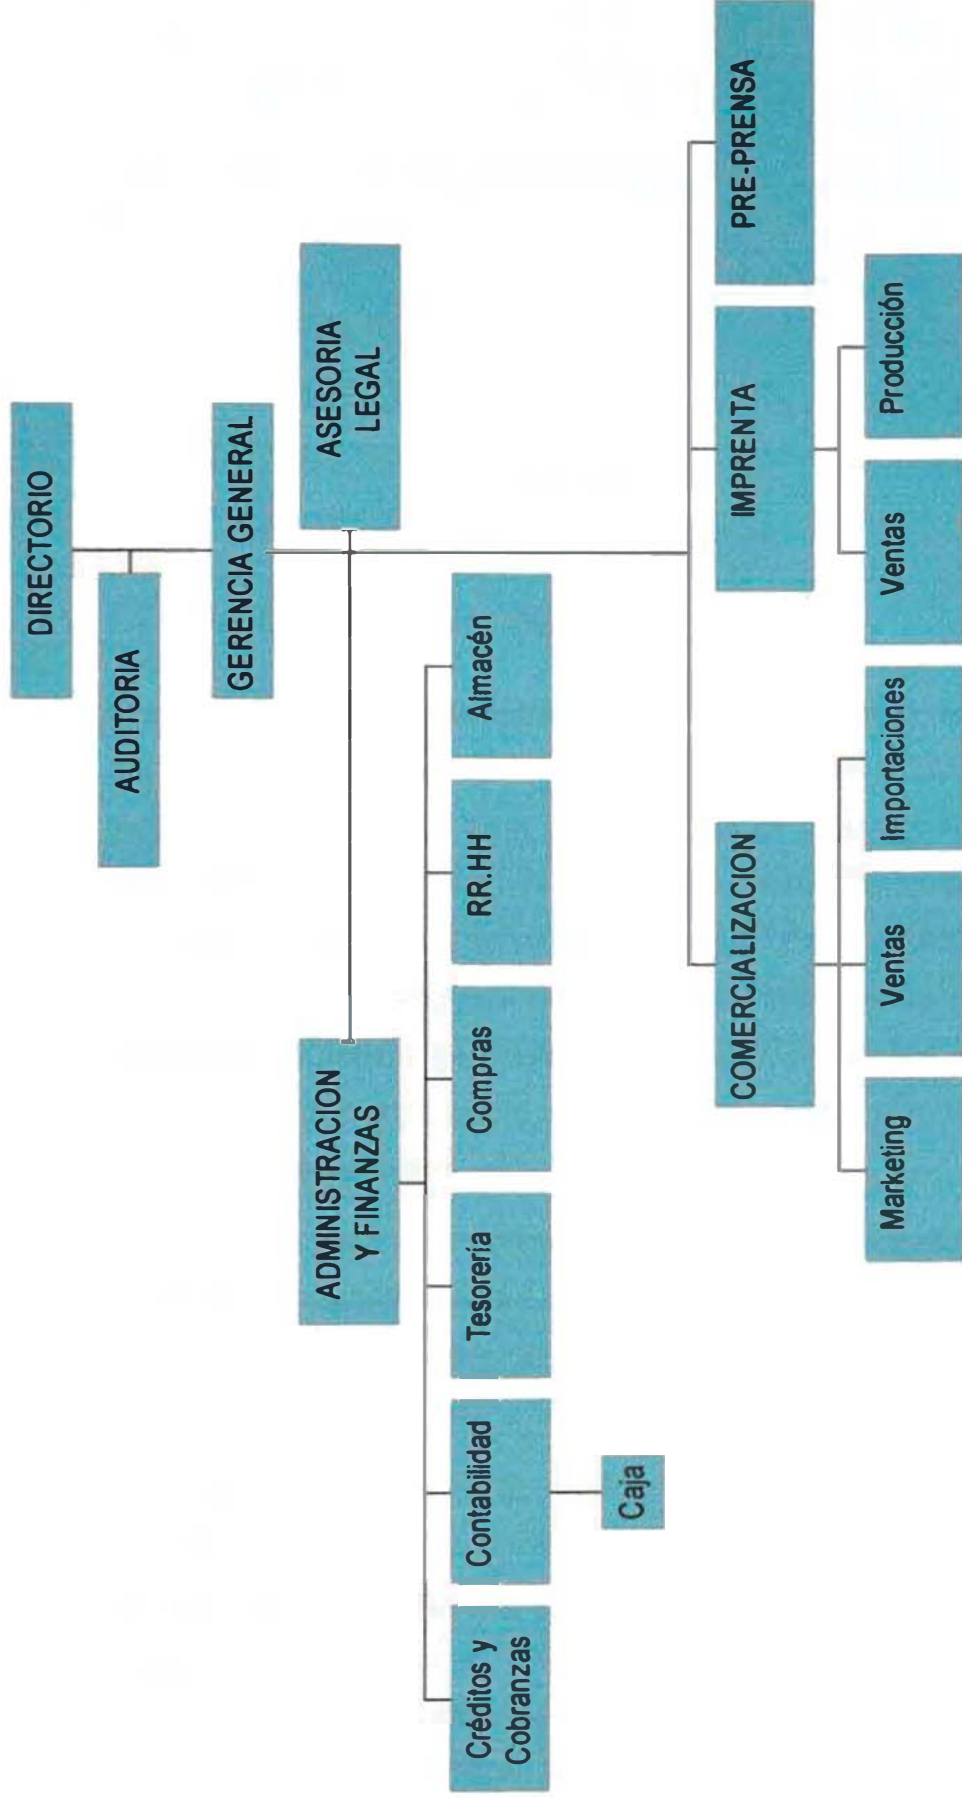 DIRECTORIO
AUDITORIA
GERENCIA GENERAL
ADMINISTRACION
Y FINANZAS
ASESORIA
LEGAL
Créditos y
Cobranzas
Contabilidad
Tesorería
Compras
RR.HH
Almacén
Caja
COMERCIALIZACION
IMPRENTA
PRE-PRENSA
Marketing
Ventas
Importaciones
Ventas
Producción